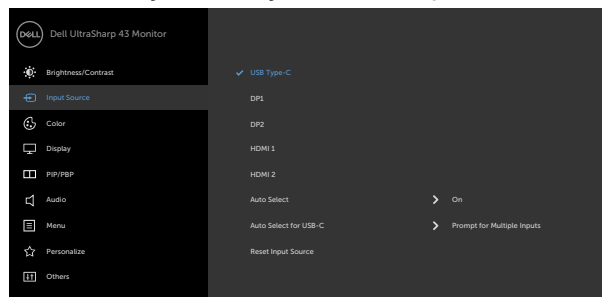 DELL Dell UltraSharp 43 Monitor
Brightness/Contrast
Input Source
Color
Display
PIP/PBP
Audio
Menu
Personalize
Others
USB Type-C
DP1
DP2
HDMI 1
HDMI 2
Auto Select On
Auto Select for USB-C Prompt for Multiple Inputs
Reset Input Source